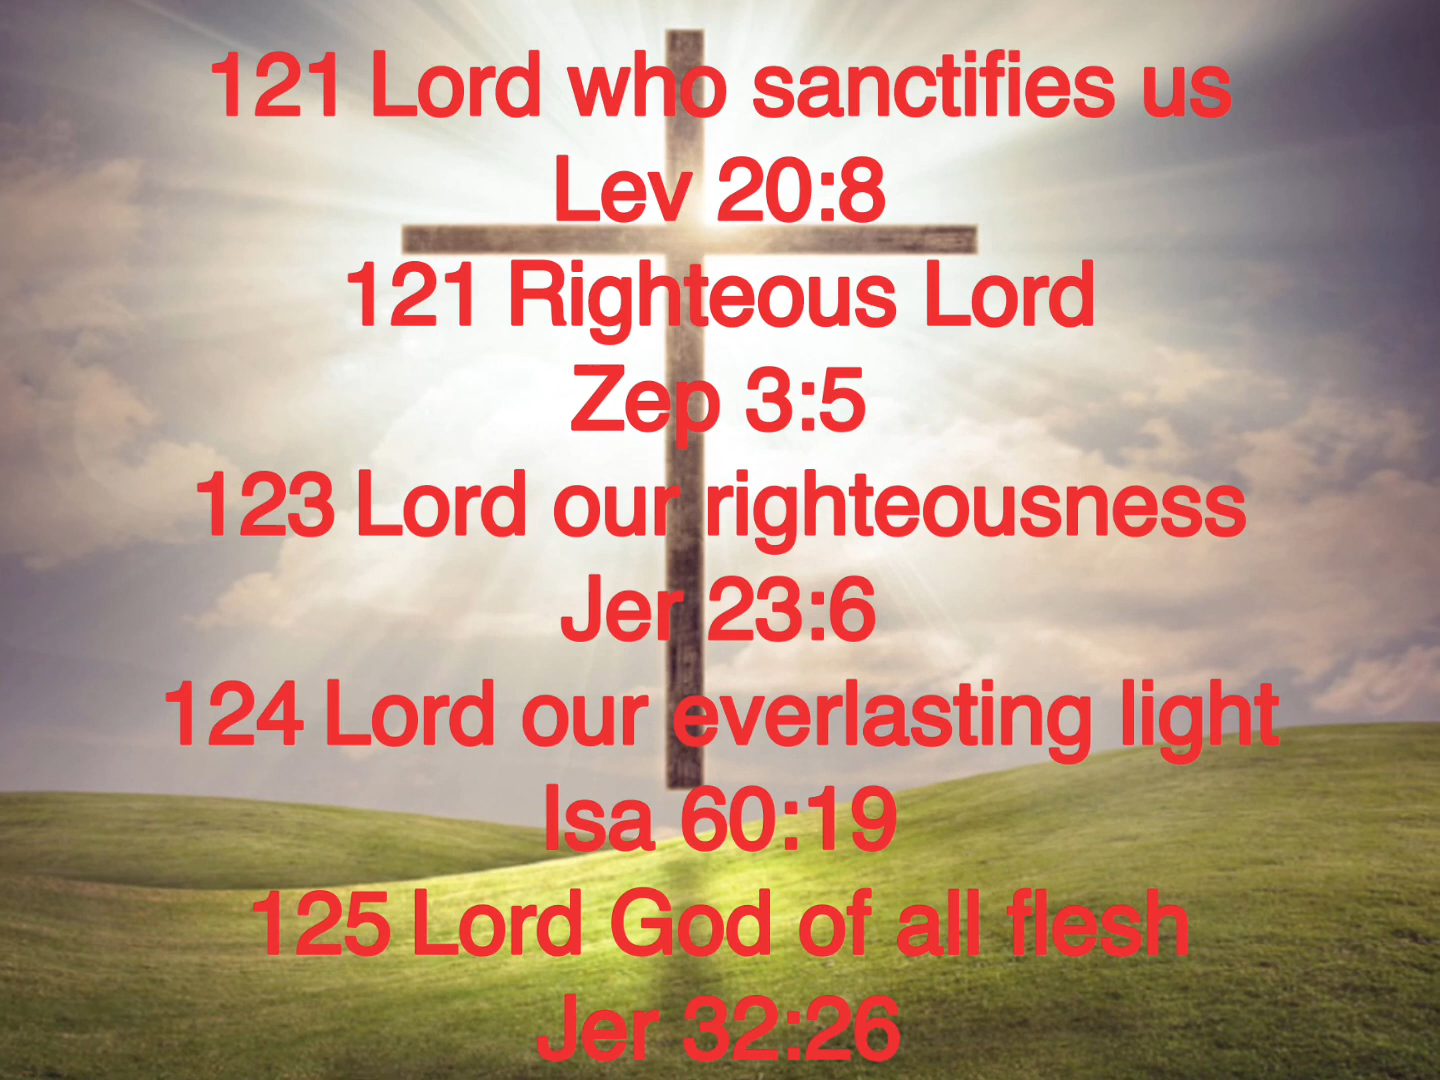 121 Lord who sanctifies us
Lev 20:8
121 Righteous Lord
Zep 3:5
123 Lord our righteousness
Jer 23:6
124 Lord our everlasting light
Isa 60:19
125 Lord God of all flesh
Jer 32:26